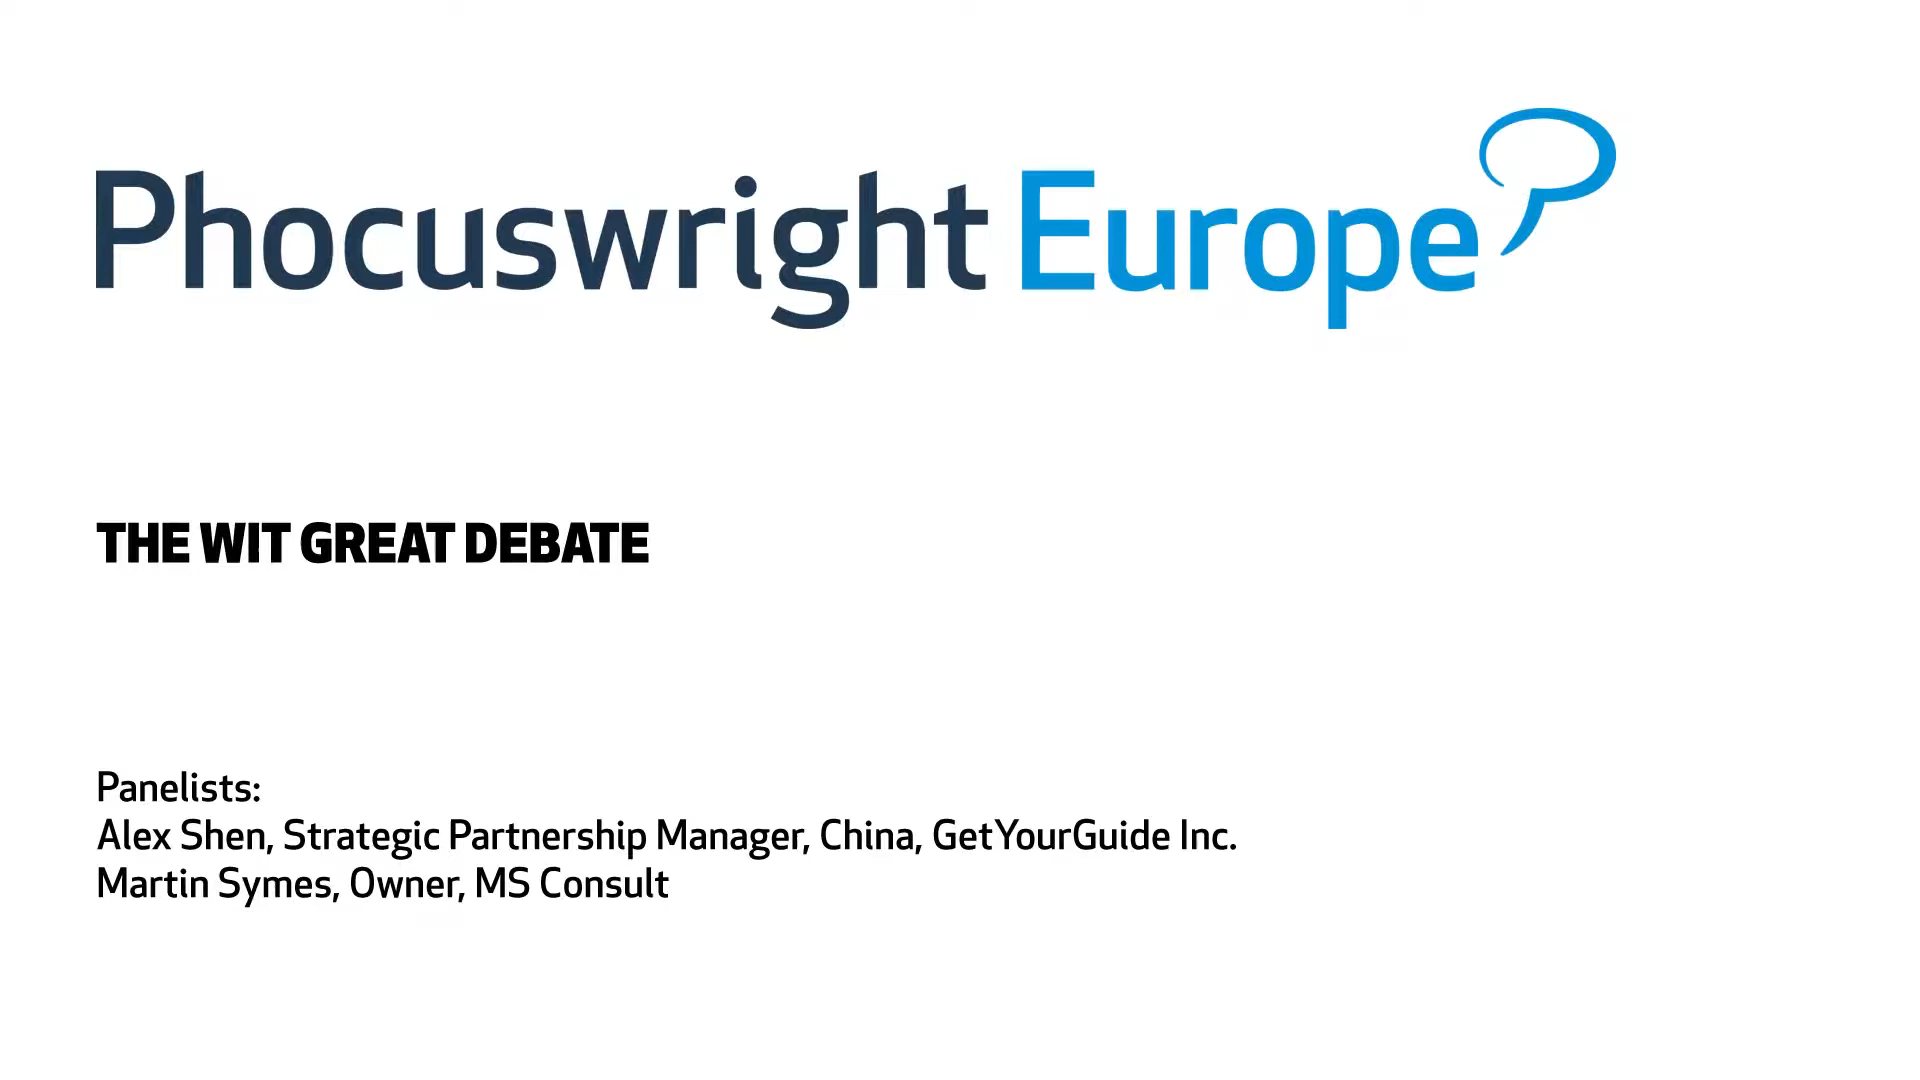 Phocuswright Europe
THE WIT GREAT DEBATE
Panelists:
Alex Shen, Strategic Partnership Manager, China, GetYourGuide Inc.
Martin Symes, Owner, MS Consult